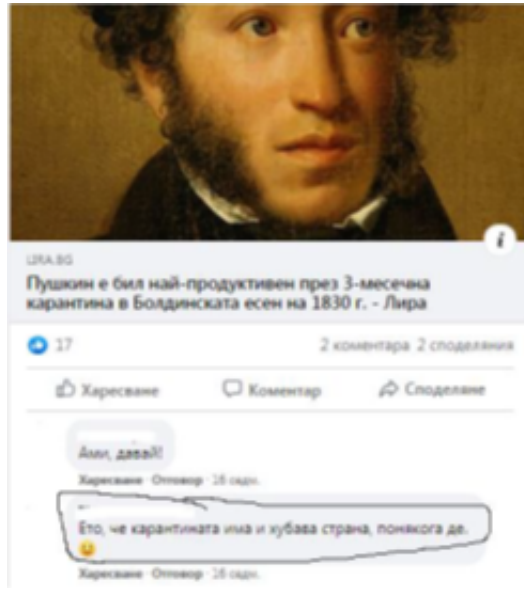 LIRA.BG
Пушкин е бил най-продуктивен през 3-месечна
карантина в Болдинската есен на 1830 г. - Лира
17
2 коментара 2 споделяния
Харесване Коментар Споделяне
Ами, давай!
Харесване Отговор 16 седм.
Ето, че карантината има и хубава страна, понякога де.
Харесване Отговор 16 седм.